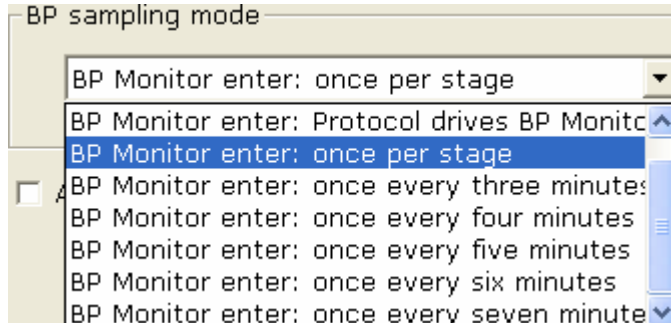 BP sampling mode
BP Monitor enter: once per stage
BP Monitor enter: Protocol drives BP Monitc
BP Monitor enter: once per stage
BP Monitor enter: once every three minutes
BP Monitor enter: once every four minutes
BP Monitor enter: once every five minutes
BP Monitor enter: once every six minutes
BP Monitor enter: once every seven minute